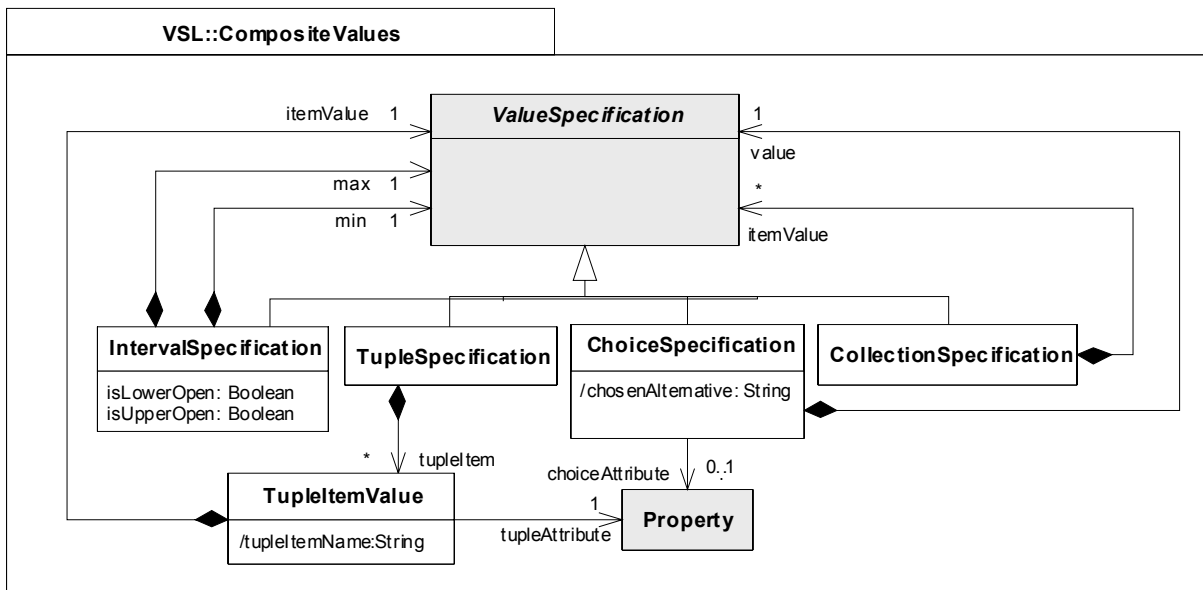 VSL::CompositeValues
itemValue 1
ValueSpecification
1
value
max 1
*
min 1
itemValue
IntervalSpecification
isLowerOpen: Boolean
isUpperOpen: Boolean
TupleSpecification
ChoiceSpecification
/chosenAlternative: String
CollectionSpecification
* tupleItem
choiceAttribute 0..1
TupleItemValue
/tupleItemName:String
1
tupleAttribute
Property